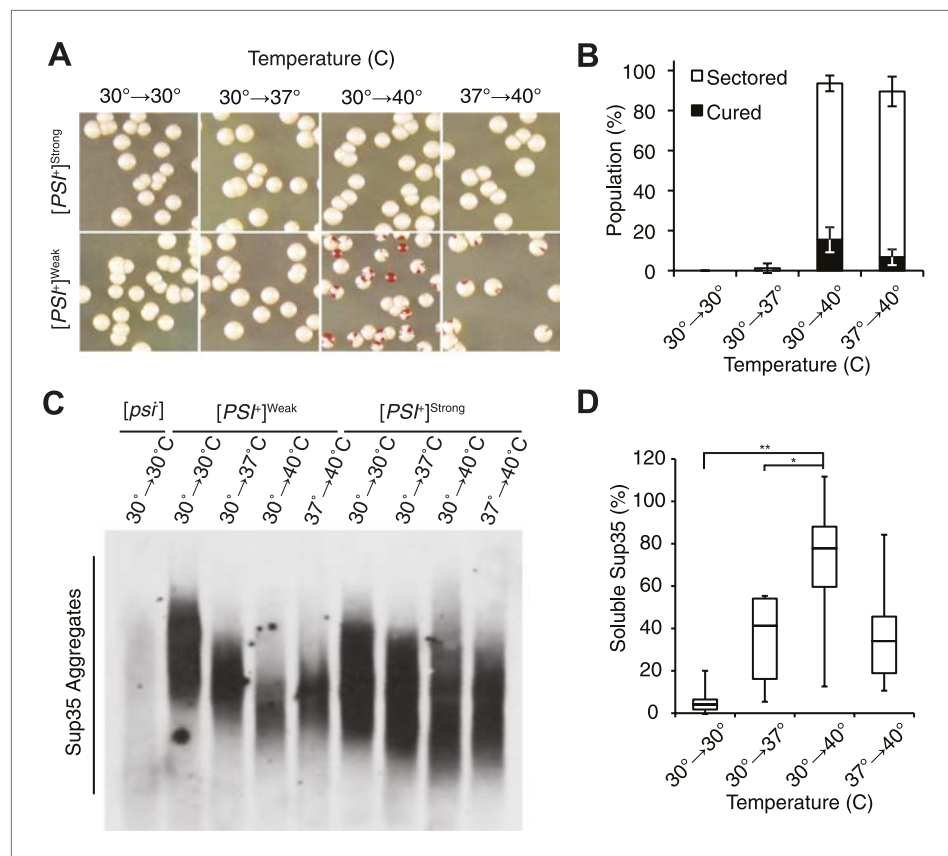 A
Temperature (C)
30°→30° 30°→37° 30°→40° 37°→40°
[PSI+]Strong
[PSI+]Weak
B
100
80
60
40
20
0
Population (%)
Sectored
Cured
30°→30° 30°→37° 30°→40° 37°→40°
Temperature (C)
C
[psi-] [PSI+]Weak [PSI+]Strong
30°→30°C 30°→30°C 30°→37°C 30°→40°C 37°→40°C 30°→30°C 30°→37°C 30°→40°C 37°→40°C
Sup35 Aggregates
D
120
100
80
60
40
20
0
Soluble Sup35 (%)
**
*
30°→30° 30°→37° 30°→40° 37°→40°
Temperature (C)